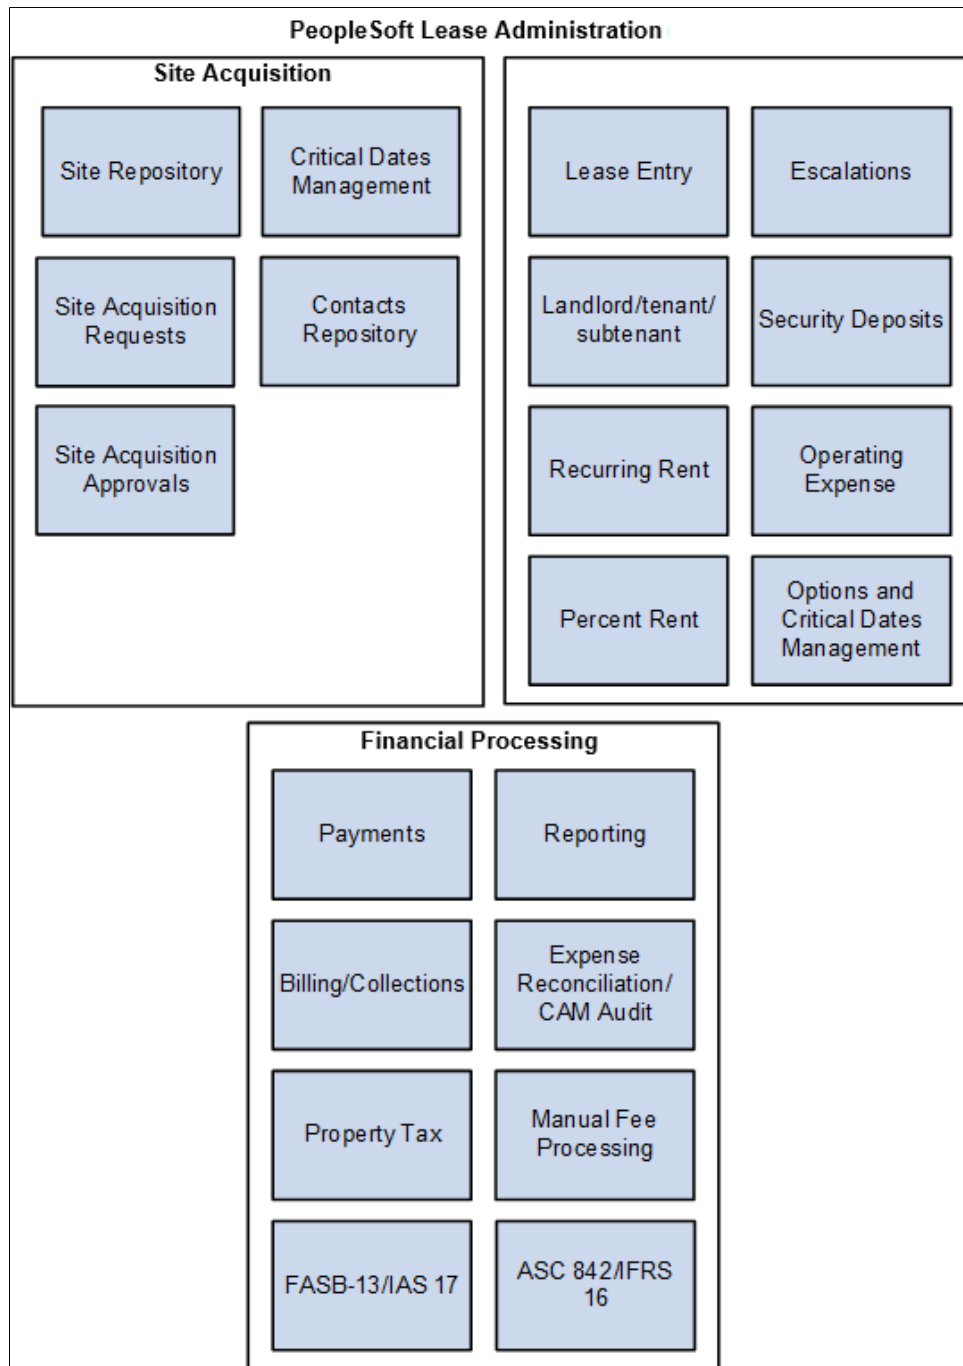 PeopleSoft Lease Administration
Site Acquisition
Site Repository
Critical Dates
Management
Site Acquisition
Requests
Contacts
Repository
Site Acquisition
Approvals
Lease Entry
Escalations
Landlord/tenant/
subtenant
Security Deposits
Recurring Rent
Operating
Expense
Percent Rent
Options and
Critical Dates
Management
Financial Processing
Payments
Reporting
Billing/Collections
Expense
Reconciliation/
CAM Audit
Property Tax
Manual Fee
Processing
FASB-13/IAS 17
ASC 842/IFRS
16